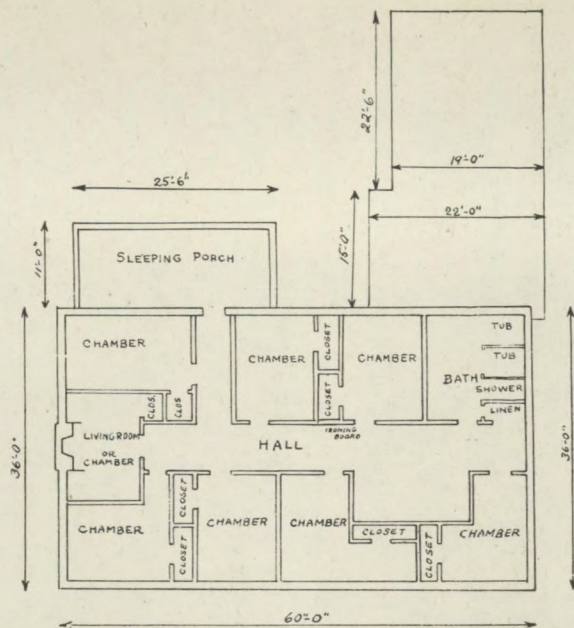 22'-6"
19'-0"
25'-6"
22'-0"
11'-0"
15'-0"
SLEEPING PORCH
CHAMBER
CLOSET
CHAMBER
CLOSET
CHAMBER
TUB
TUB
BATH
SHOWER
LINEN
CLOS.
CLOS.
LIVING ROOM
OR
CHAMBER
HALL
IRONING
BOARD
36'-0"
36'-0"
CHAMBER
CLOSET
CLOSET
CHAMBER
CHAMBER
CLOSET
CLOSET
CHAMBER
60'-0"